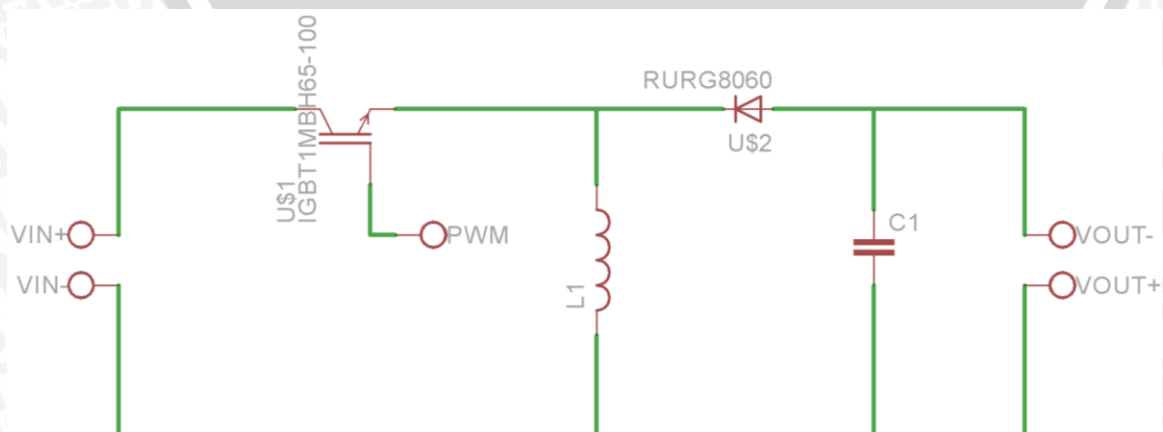 RURG8060
U$2
U$1
IGBT1MBH65-100
VIN+
VIN-
PWM
L1
C1
VOUT-
VOUT+